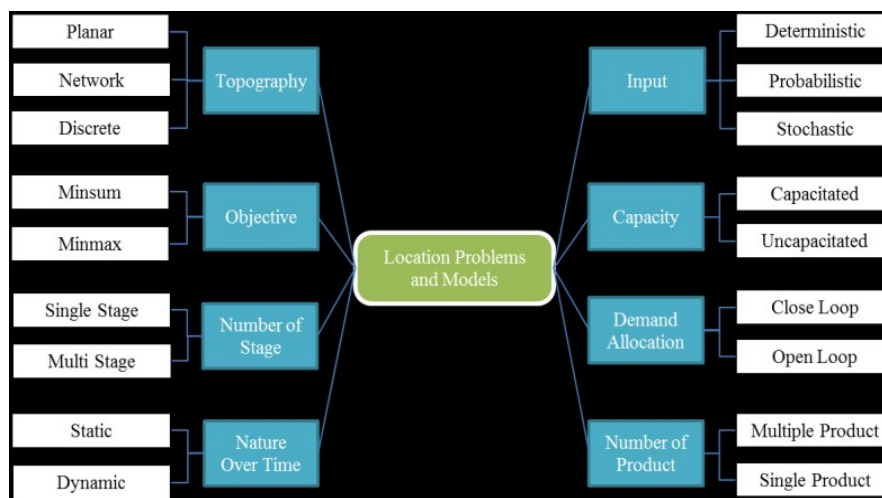 Planar
Network
Discrete
Topography
Minsum
Minmax
Objective
Single Stage
Multi Stage
Number of
Stage
Static
Dynamic
Nature
Over Time
Location Problems
and Models
Input
Deterministic
Probabilistic
Stochastic
Capacity
Capacitated
Uncapacitated
Demand
Allocation
Close Loop
Open Loop
Number of
Product
Multiple Product
Single Product